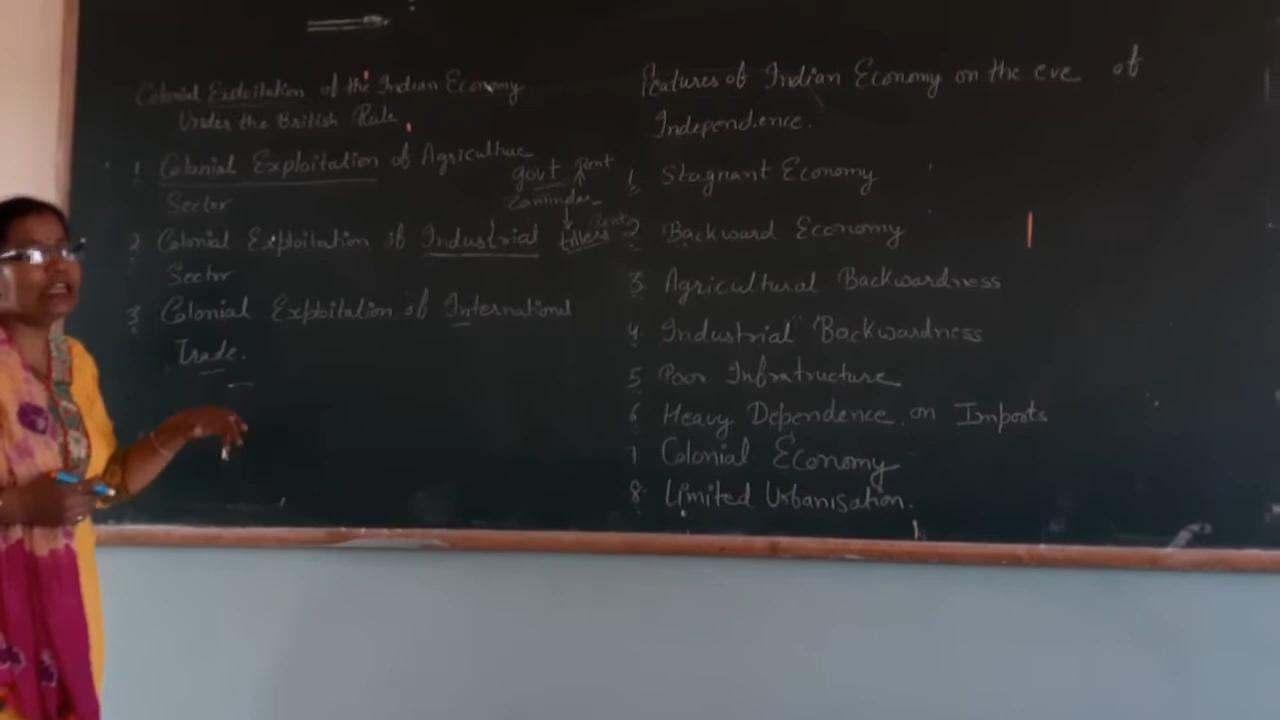 Colonial Exploitation of the Indian Economy
Under the British Rule
1 Colonial Exploitation of Agriculture
Sector
2 Colonial Exploitation of Industrial
Sector
3 Colonial Exploitation of International
Trade.
govt Rent
Zaminder
tillers Rent
Features of Indian Economy on the eve of
Independence.
1 Stagnant Economy
2 Backward Economy
3 Agricultural Backwardness
4 Industrial Backwardness
5 Poor Infratructure
6 Heavy Dependence on Imports
7 Colonial Economy
8. Limited Urbanisation.